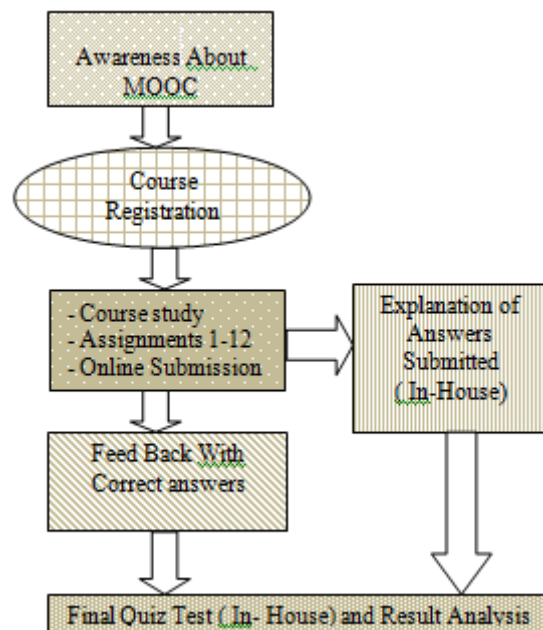 Awareness About
MOOC
Course
Registration
- Course study
- Assignments 1-12
- Online Submission
Explanation of
Answers
Submitted
( In-House)
Feed Back With
Correct answers
Final Quiz Test ( In- House) and Result Analysis